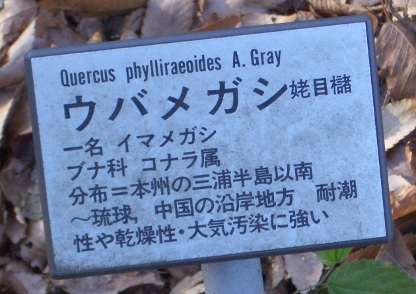 Quercus phylliraeoides A. Gray
ウバメガシ 姥目櫧
一名 イマメガシ
ブナ科 コナラ属
分布=本州の三浦半島以南
〜琉球,中国の沿岸地方 耐潮
性や乾燥性・大気汚染に強い